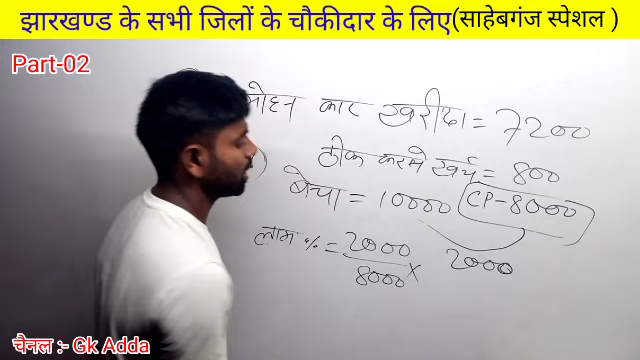 झारखण्ड के सभी जिलों के चौकीदार के लिए(साहेबगंज स्पेशल )
Part-02
मोहन कार खरीदा = 7200
ठीक करने खर्च = 800
बेचा = 10000 CP-8000
लाभ % = 2000 2000
8000 ×
चैनल :- Gk Adda